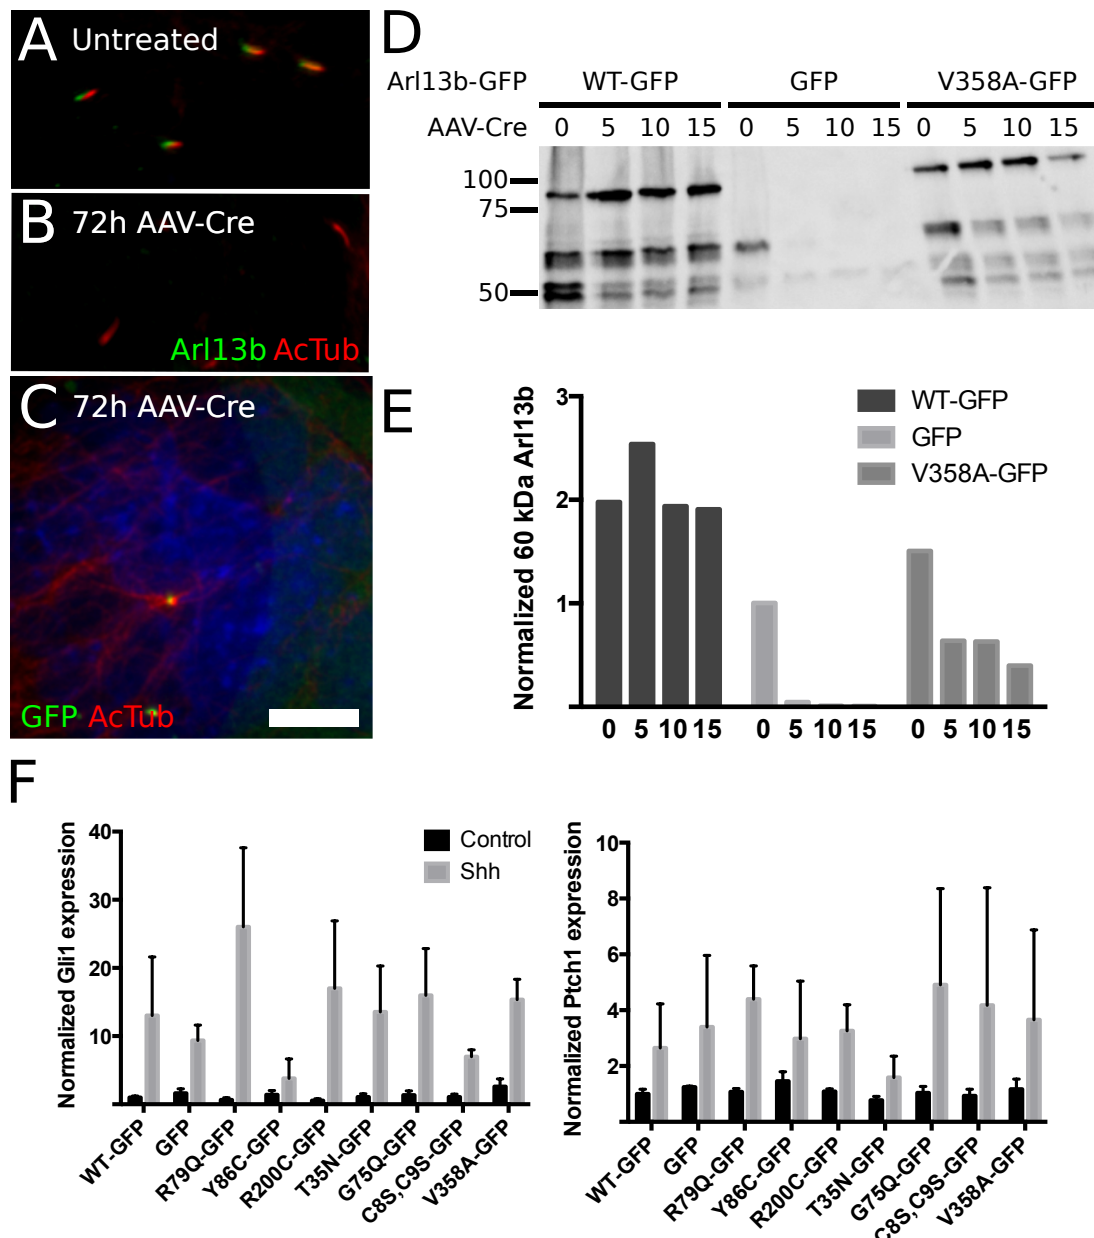 A Untreated
B 72h AAV-Cre
Arl13b AcTub
C 72h AAV-Cre
GFP AcTub
D
Arl13b-GFP WT-GFP GFP V358A-GFP
AAV-Cre 0 5 10 15 0 5 10 15 0 5 10 15
100
75
50
E
Normalized 60 kDa Arl13b
3
2
1
WT-GFP
GFP
V358A-GFP
0 5 10 15 0 5 10 15 0 5 10 15
F
Normalized Gli1 expression
40
30
20
10
Control
Shh
WT-GFP
GFP
R79Q-GFP
Y86C-GFP
R200C-GFP
T35N-GFP
G75Q-GFP
C8S,C9S-GFP
V358A-GFP
Normalized Ptch1 expression
10
8
6
4
2
WT-GFP
GFP
R79Q-GFP
Y86C-GFP
R200C-GFP
T35N-GFP
G75Q-GFP
C8S,C9S-GFP
V358A-GFP